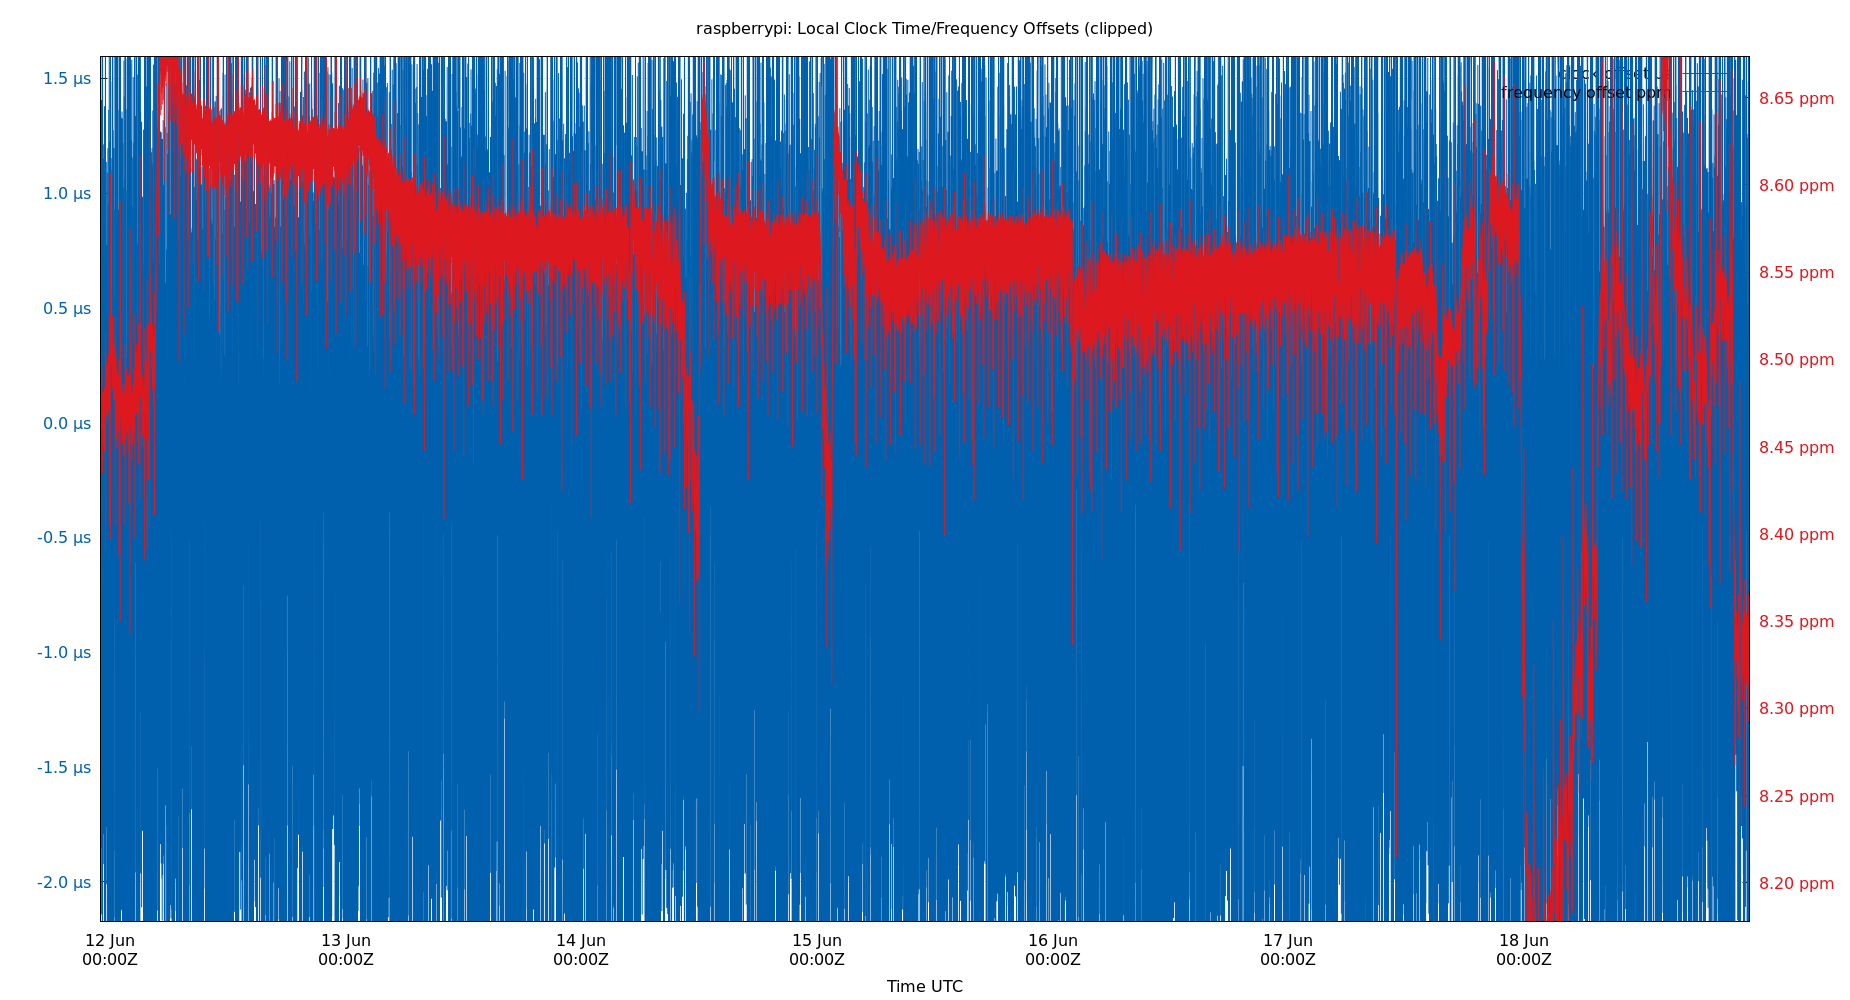 raspberrypi: Local Clock Time/Frequency Offsets (clipped)
clock offset
frequency offset ppm
1.5 µs
1.0 µs
0.5 µs
0.0 µs
-0.5 µs
-1.0 µs
-1.5 µs
-2.0 µs
8.65 ppm
8.60 ppm
8.55 ppm
8.50 ppm
8.45 ppm
8.40 ppm
8.35 ppm
8.30 ppm
8.25 ppm
8.20 ppm
12 Jun 13 Jun 14 Jun 15 Jun 16 Jun 17 Jun 18 Jun
00:00Z 00:00Z 00:00Z 00:00Z 00:00Z 00:00Z 00:00Z
Time UTC